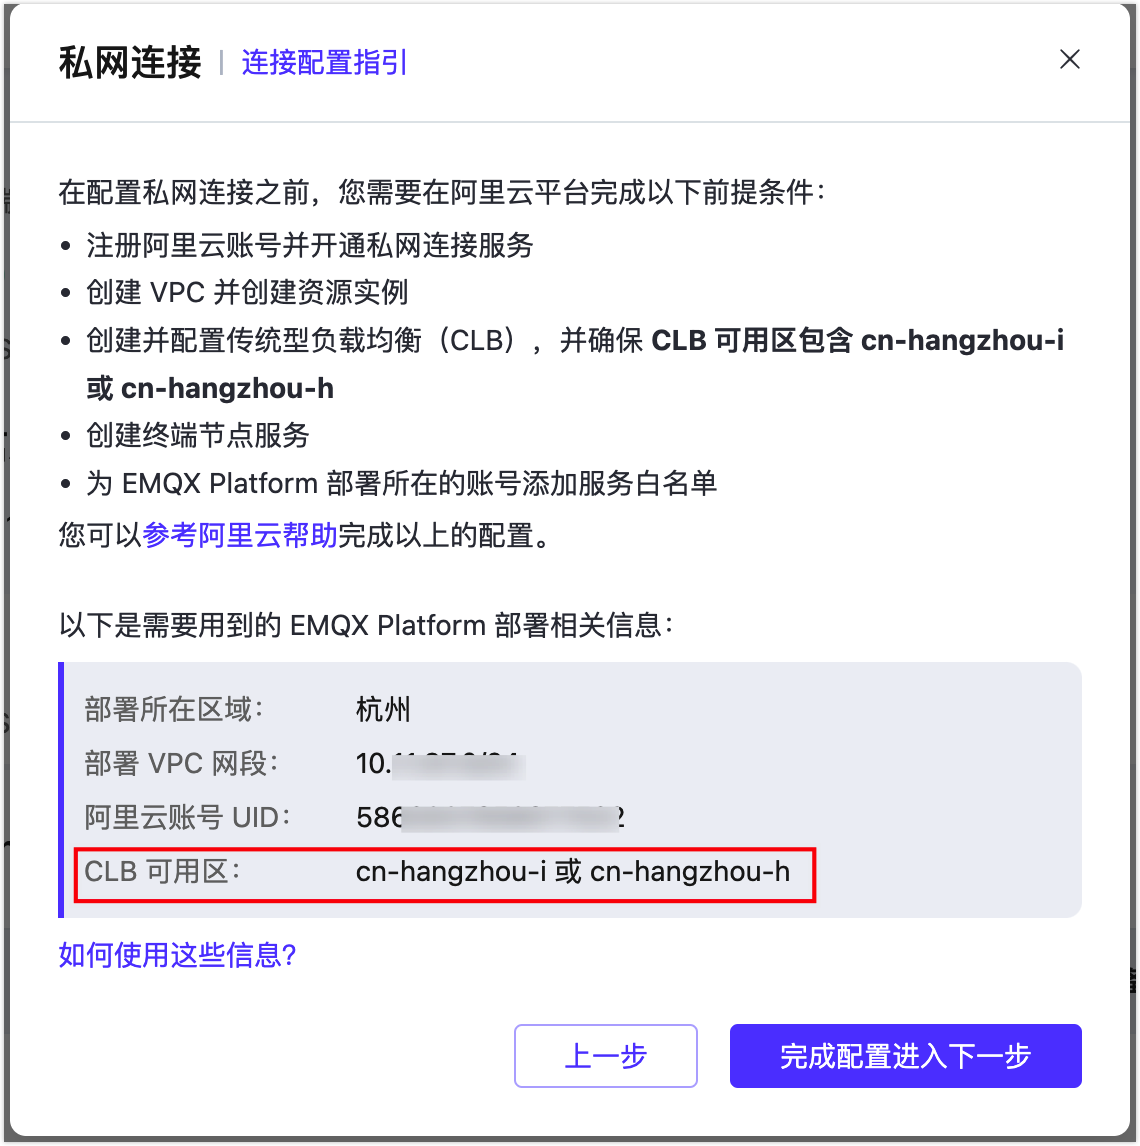 私网连接 | 连接配置指引
在配置私网连接之前，您需要在阿里云平台完成以下前提条件：
• 注册阿里云账号并开通私网连接服务
• 创建 VPC 并创建资源实例
• 创建并配置传统型负载均衡（CLB），并确保 CLB 可用区包含 cn-hangzhou-i
或 cn-hangzhou-h
• 创建终端节点服务
• 为 EMQX Platform 部署所在的账号添加服务白名单
您可以参考阿里云帮助完成以上的配置。
以下是需要用到的 EMQX Platform 部署相关信息：
部署所在区域： 杭州
部署 VPC 网段： 10.
阿里云账号 UID： 586 2
CLB 可用区： cn-hangzhou-i 或 cn-hangzhou-h
如何使用这些信息?
上一步 完成配置进入下一步